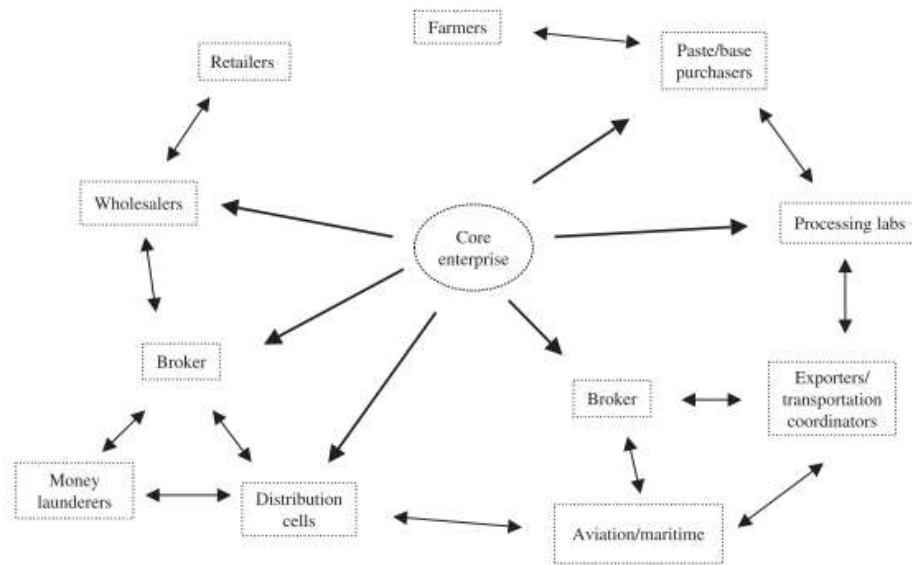 Farmers
Paste/base
purchasers
Retailers
Wholesalers
Core
enterprise
Processing labs
Broker
Broker
Exporters/
transportation
coordinators
Money
launderers
Distribution
cells
Aviation/maritime